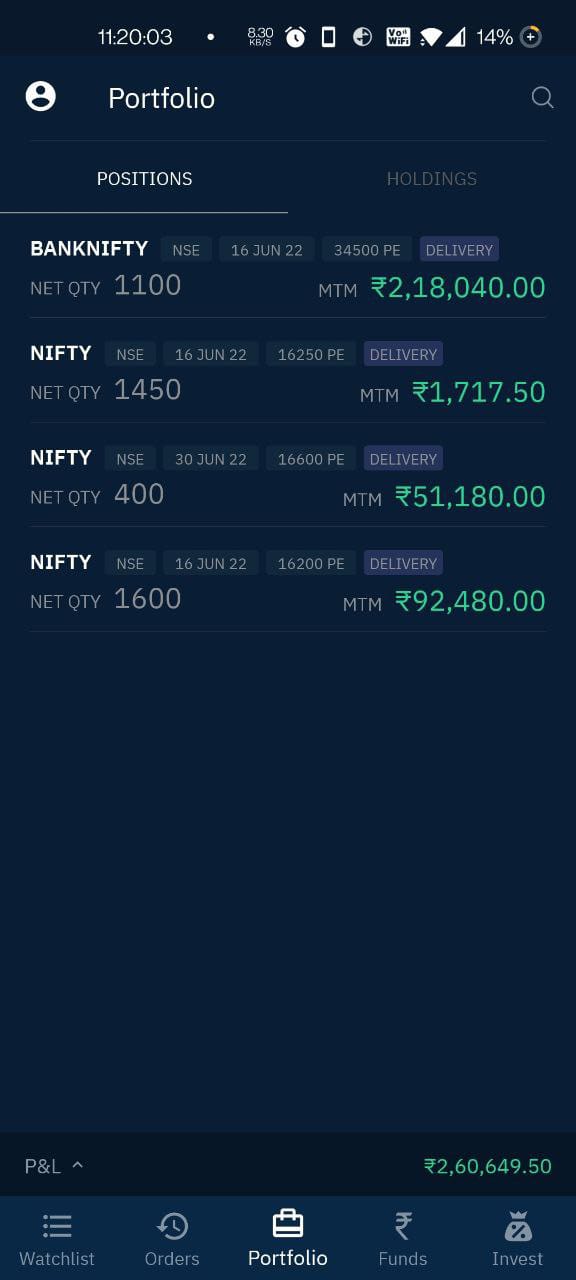 11:20:03 • 8.30 KB/S Vo WiFi 14%
Portfolio
POSITIONS HOLDINGS
BANKNIFTY NSE 16 JUN 22 34500 PE DELIVERY
NET QTY 1100 MTM ₹2,18,040.00
NIFTY NSE 16 JUN 22 16250 PE DELIVERY
NET QTY 1450 MTM ₹1,717.50
NIFTY NSE 30 JUN 22 16600 PE DELIVERY
NET QTY 400 MTM ₹51,180.00
NIFTY NSE 16 JUN 22 16200 PE DELIVERY
NET QTY 1600 MTM ₹92,480.00
P&L ₹2,60,649.50
Watchlist Orders Portfolio Funds Invest